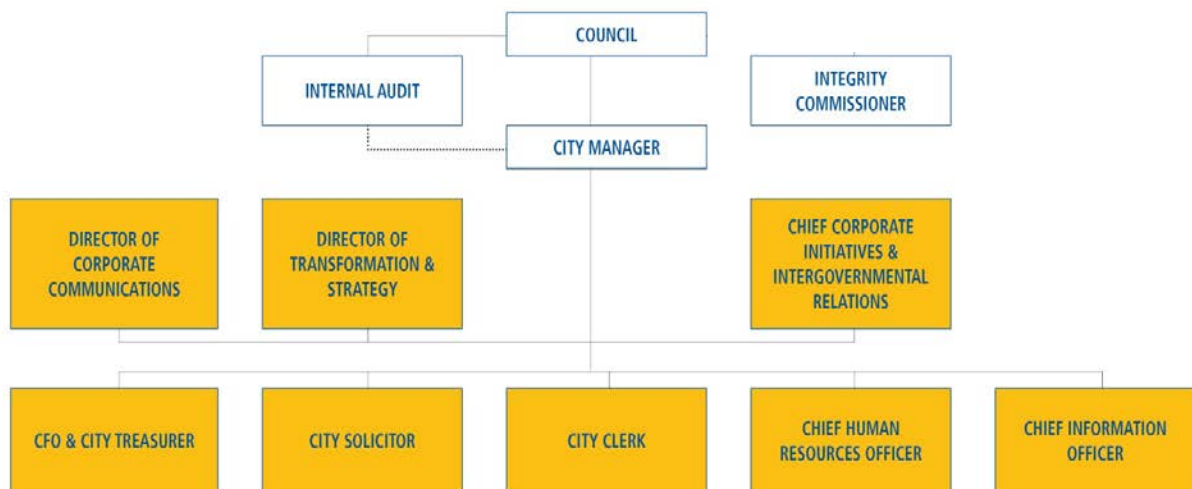 COUNCIL
INTERNAL AUDIT
INTEGRITY
COMMISSIONER
CITY MANAGER
DIRECTOR OF
CORPORATE
COMMUNICATIONS
DIRECTOR OF
TRANSFORMATION &
STRATEGY
CHIEF CORPORATE
INITIATIVES &
INTERGOVERNMENTAL
RELATIONS
CFO & CITY TREASURER
CITY SOLICITOR
CITY CLERK
CHIEF HUMAN
RESOURCES OFFICER
CHIEF INFORMATION
OFFICER